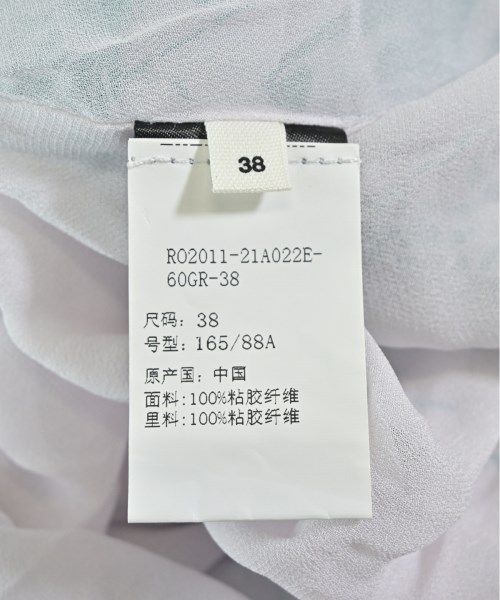 38
RO2011-21A022E-
60GR-38
尺码：38
号型：165/88A
原产国：中国
面料：100%粘胶纤维
里料：100%粘胶纤维